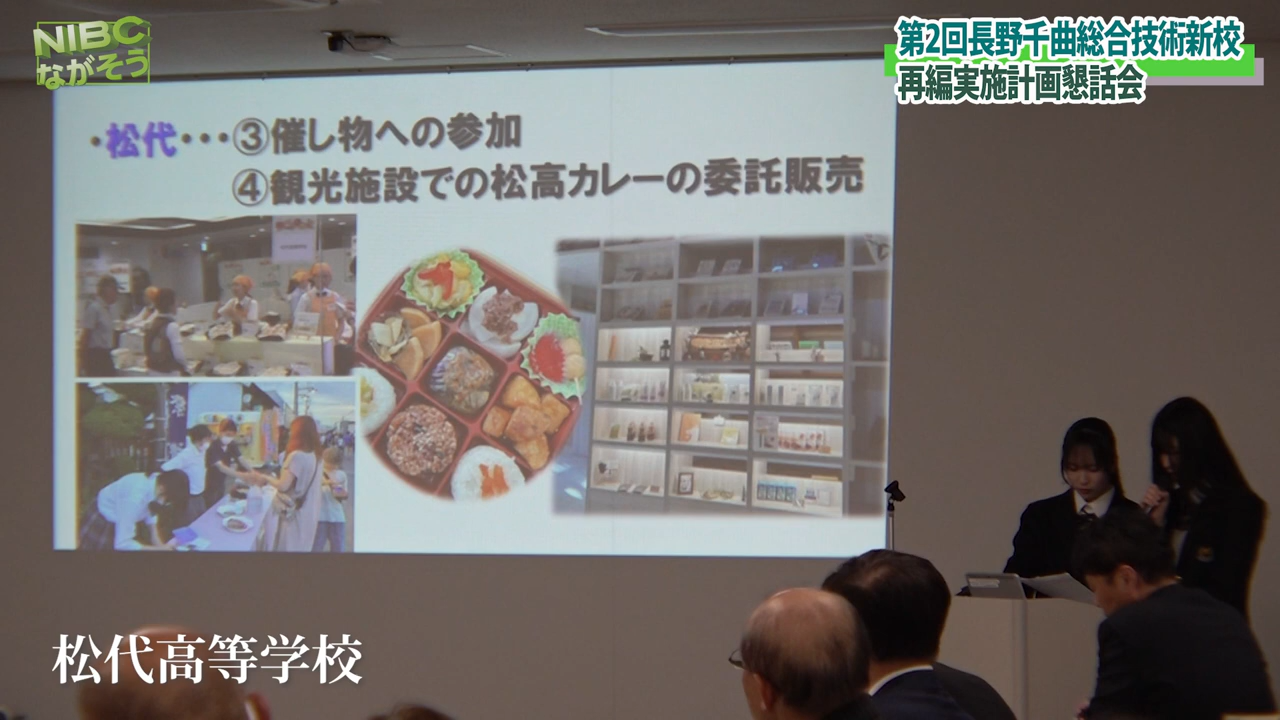 NIBC
ながそう
第2回長野千曲総合技術新校
再編実施計画懇話会
・松代・・・③催し物への参加
④観光施設での松高カレーの委託販売
松代高等学校